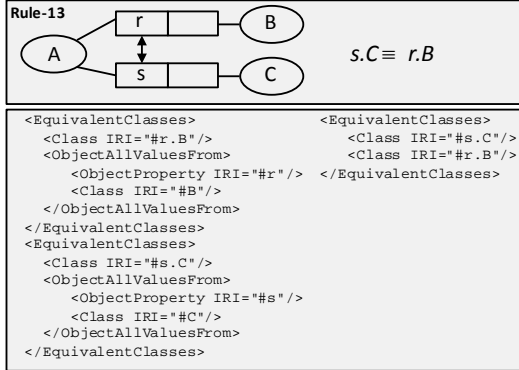 Rule-13
r
B
A
s.C≡ r.B
s
C
<EquivalentClasses>
<Class IRI="#r.B"/>
<ObjectAllValuesFrom>
<ObjectProperty IRI="#r"/>
<Class IRI="#B"/>
</ObjectAllValuesFrom>
</EquivalentClasses>
<EquivalentClasses>
<Class IRI="#s.C"/>
<ObjectAllValuesFrom>
<ObjectProperty IRI="#s"/>
<Class IRI="#C"/>
</ObjectAllValuesFrom>
</EquivalentClasses>
<EquivalentClasses>
<Class IRI="#s.C"/>
<Class IRI="#r.B"/>
</EquivalentClasses>